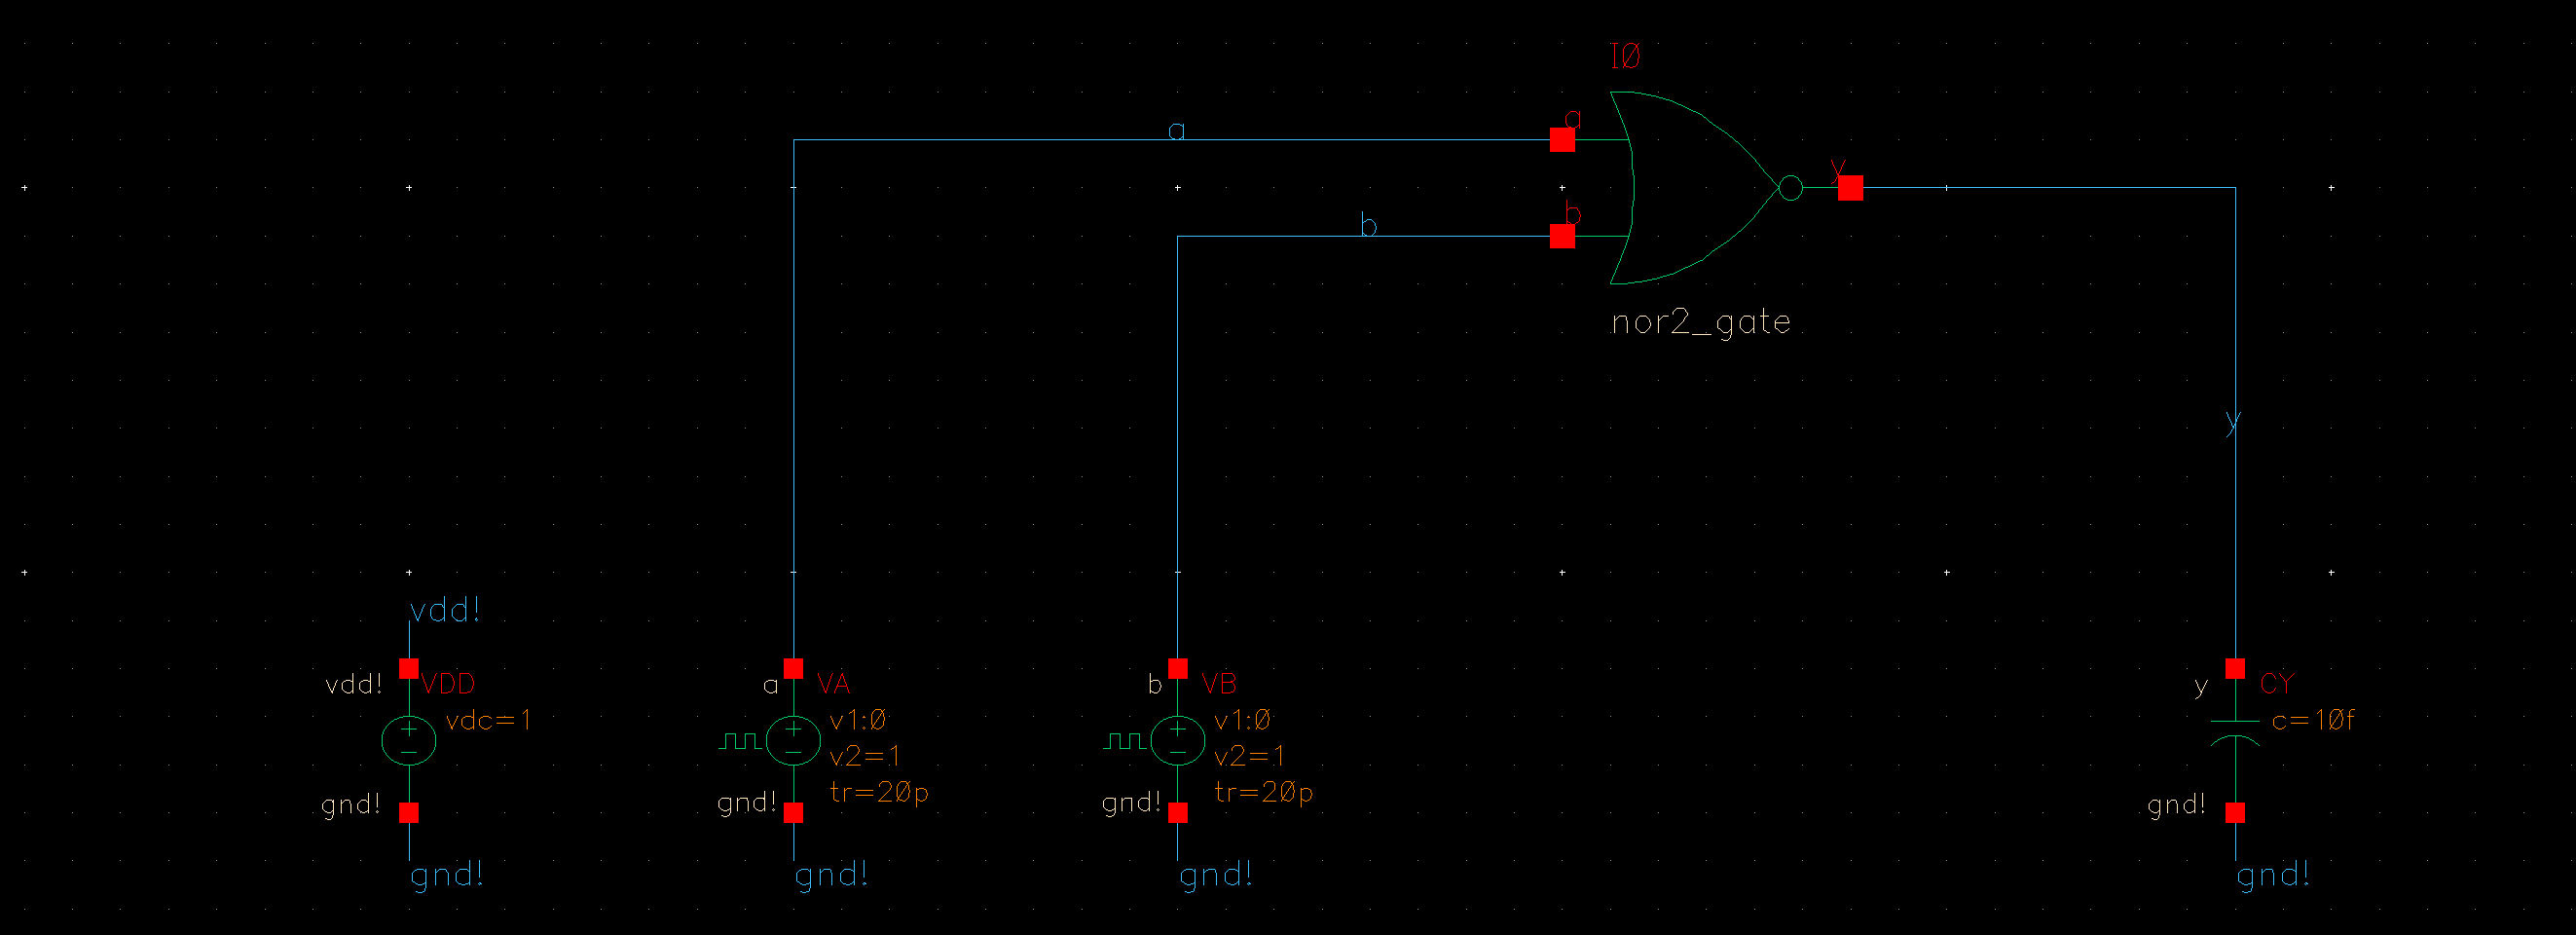 I0
a
a
y
b
b
nor2_gate
y
vdd!
vdd!
VDD
vdc=1
gnd!
gnd!
a
VA
v1:0
v2=1
tr=20p
gnd!
gnd!
b
VB
v1:0
v2=1
tr=20p
gnd!
gnd!
y
CY
c=10f
gnd!
gnd!